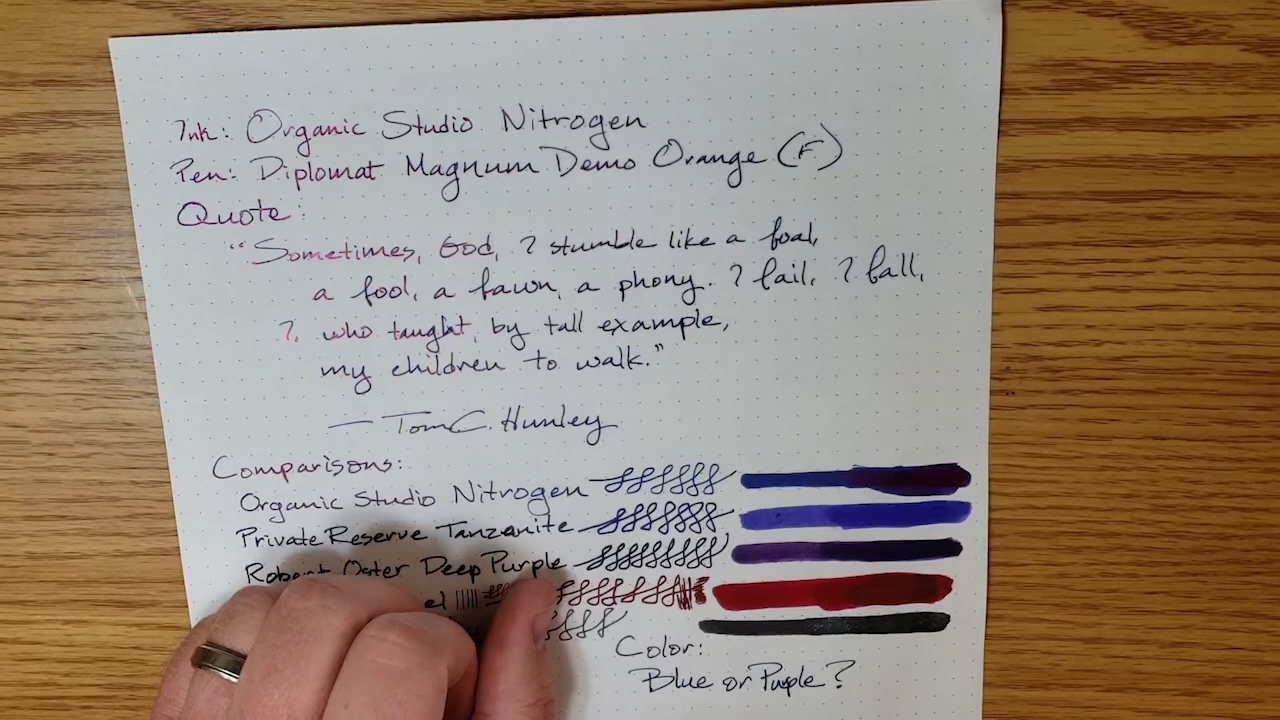 Ink: Organic Studio Nitrogen
Pen: Diplomat Magnum Demo Orange (F)
Quote:
"Sometimes, God, I stumble like a foal,
a fool, a fawn, a phony. I fail, I fall,
I, who taught, by tall example,
my children to walk."
— Tom C. Hunley
Comparisons:
Organic Studio Nitrogen
Private Reserve Tanzanite
Robert Oster Deep Purple
Color:
Blue or Purple?